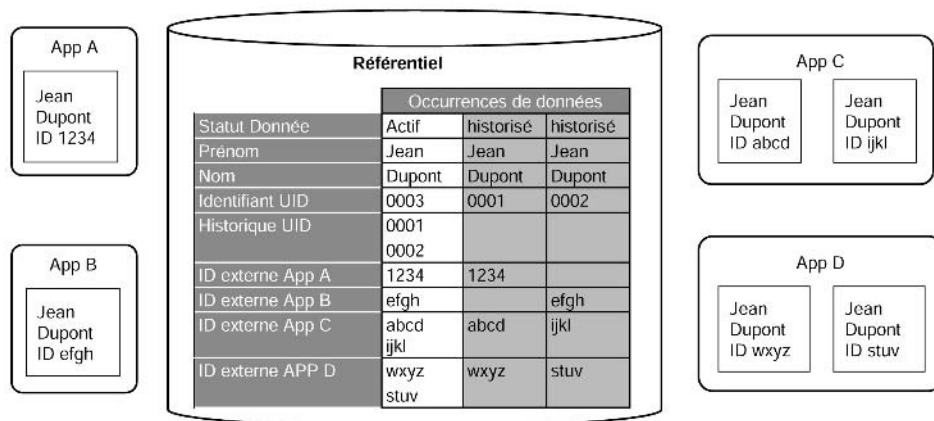 App A
Jean
Dupont
ID 1234
App B
Jean
Dupont
ID efgh
Référentiel
Occurrences de données
Statut Donnée Actif historisé historisé
Prénom Jean Jean Jean
Nom Dupont Dupont Dupont
Identifiant UID 0003 0001 0002
Historique UID 0001
0002
ID externe App A 1234 1234
ID externe App B efgh efgh
ID externe App C abcd abcd ijkl
ijkl
ID externe APP D wxyz wxyz stuv
stuv
App C
Jean Jean
Dupont Dupont
ID abcd ID ijkl
App D
Jean Jean
Dupont Dupont
ID wxyz ID stuv